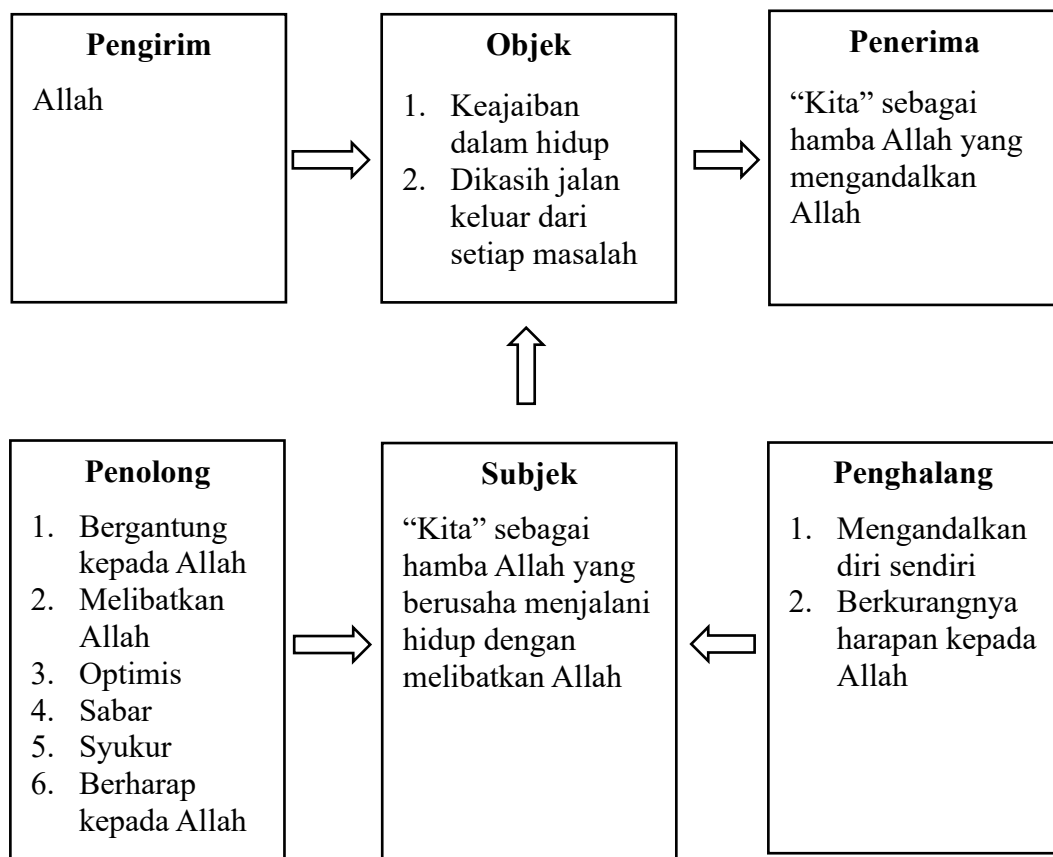 Pengirim
Allah
Objek
1. Keajaiban
dalam hidup
2. Dikasih jalan
keluar dari
setiap masalah
Penerima
“Kita” sebagai
hamba Allah yang
mengandalkan
Allah
Penolong
1. Bergantung
kepada Allah
2. Melibatkan
Allah
3. Optimis
4. Sabar
5. Syukur
6. Berharap
kepada Allah
Subjek
“Kita” sebagai
hamba Allah yang
berusaha menjalani
hidup dengan
melibatkan Allah
Penghalang
1. Mengandalkan
diri sendiri
2. Berkurangnya
harapan kepada
Allah